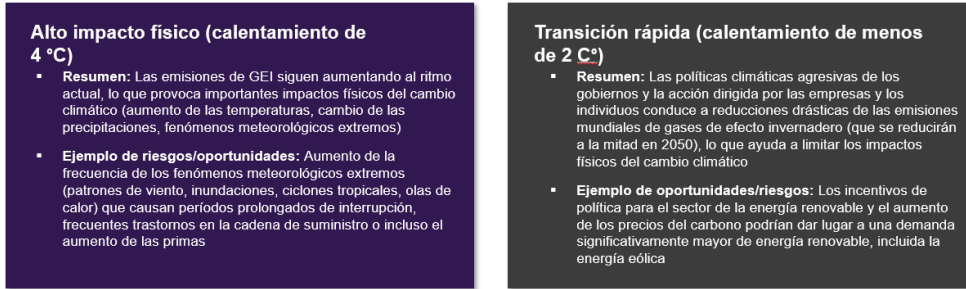 Alto impacto físico (calentamiento de
4 ºC)
▪ Resumen: Las emisiones de GEI siguen aumentando al ritmo
actual, lo que provoca importantes impactos físicos del cambio
climático (aumento de las temperaturas, cambio de las
precipitaciones, fenómenos meteorológicos extremos)
▪ Ejemplo de riesgos/oportunidades: Aumento de la
frecuencia de los fenómenos meteorológicos extremos
(patrones de viento, inundaciones, ciclones tropicales, olas de
calor) que causan períodos prolongados de interrupción,
frecuentes trastornos en la cadena de suministro o incluso el
aumento de las primas
Transición rápida (calentamiento de menos
de 2 Cº)
▪ Resumen: Las políticas climáticas agresivas de los
gobiernos y la acción dirigida por las empresas y los
individuos conduce a reducciones drásticas de las emisiones
mundiales de gases de efecto invernadero (que se reducirán
a la mitad en 2050), lo que ayuda a limitar los impactos
físicos del cambio climático
▪ Ejemplo de oportunidades/riesgos: Los incentivos de
política para el sector de la energía renovable y el aumento
de los precios del carbono podrían dar lugar a una demanda
significativamente mayor de energía renovable, incluida la
energía eólica